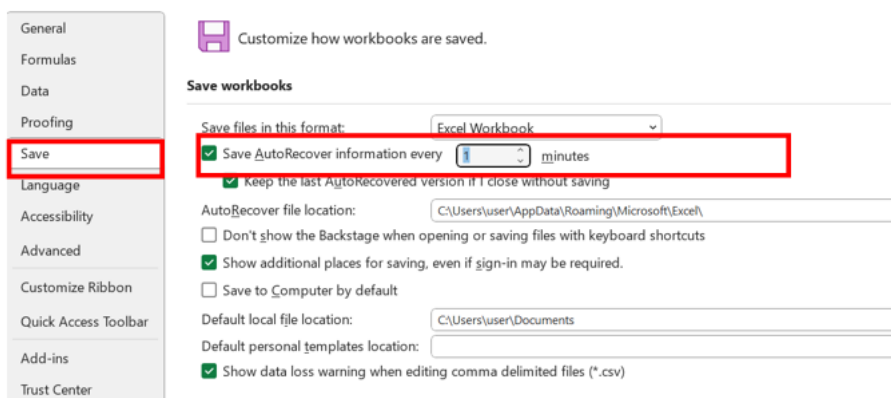 General
Formulas
Data
Proofing
Save
Language
Accessibility
Advanced
Customize Ribbon
Quick Access Toolbar
Add-ins
Trust Center
Customize how workbooks are saved.
Save workbooks
Save files in this format: Excel Workbook
Save AutoRecover information every 1 minutes
Keep the last AutoRecovered version if I close without saving
AutoRecover file location: C:\Users\user\AppData\Roaming\Microsoft\Excel\
Don't show the Backstage when opening or saving files with keyboard shortcuts
Show additional places for saving, even if sign-in may be required.
Save to Computer by default
Default local file location: C:\Users\user\Documents
Default personal templates location:
Show data loss warning when editing comma delimited files (*.csv)